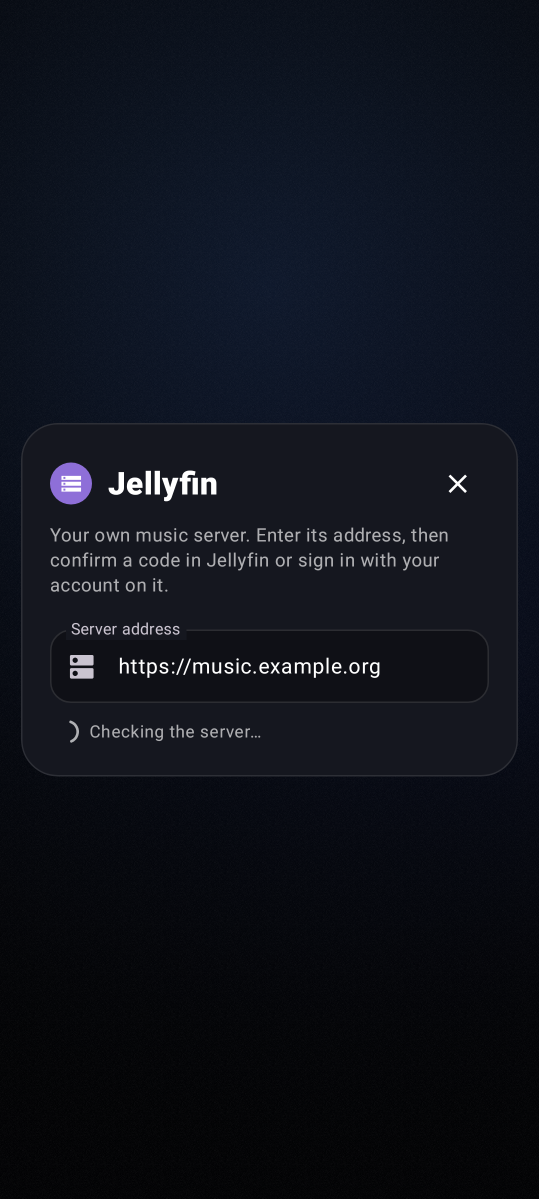 Jellyfin
Your own music server. Enter its address, then
confirm a code in Jellyfin or sign in with your
account on it.
Server address
https://music.example.org
Checking the server…